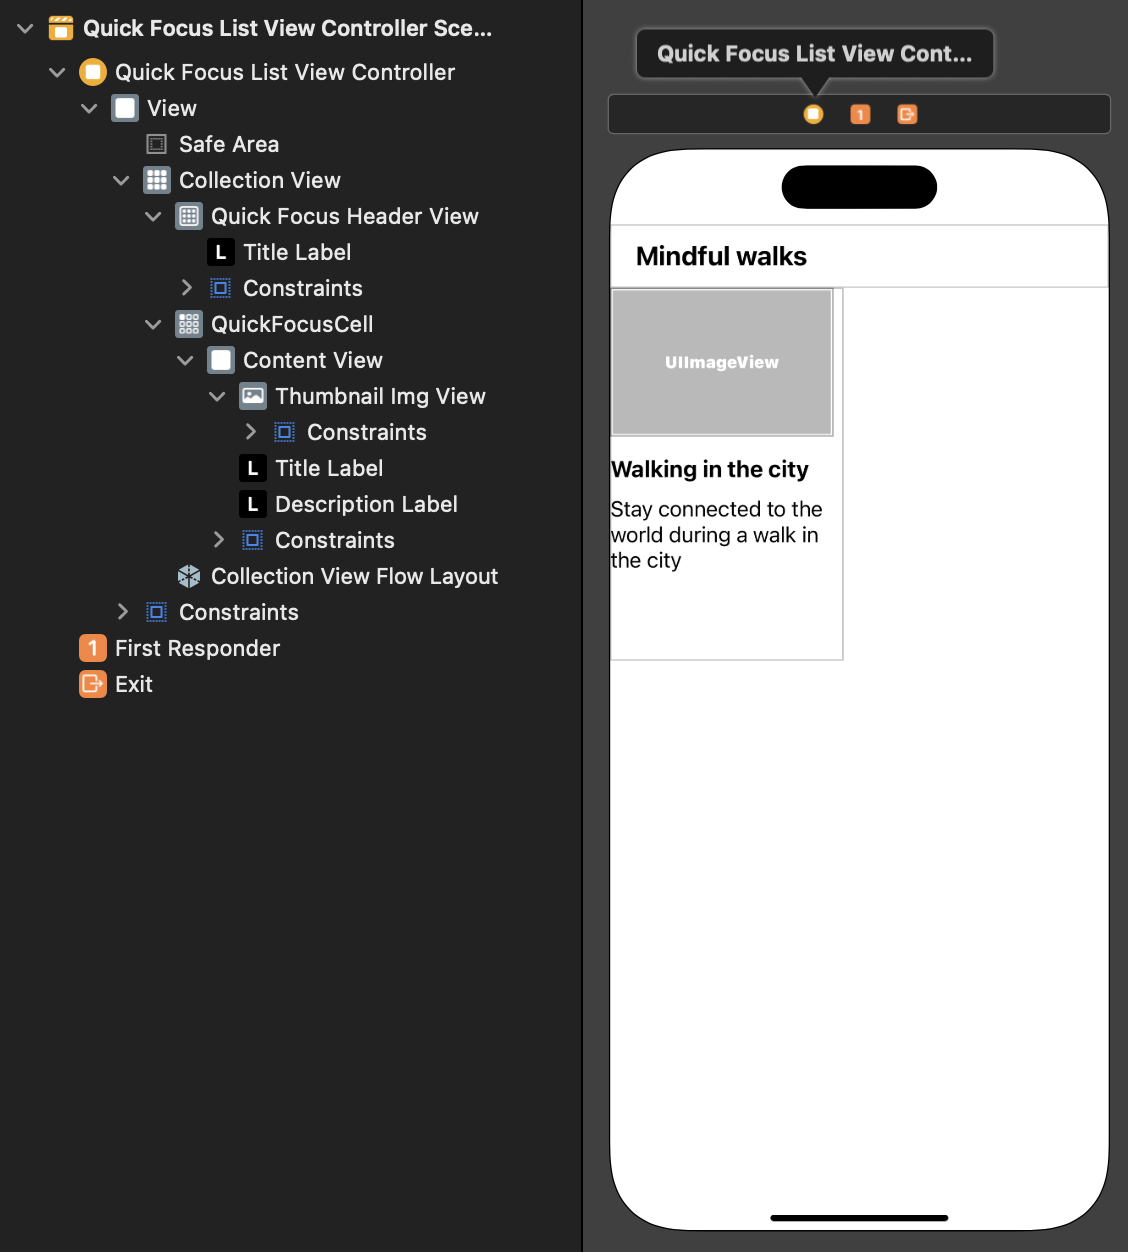 Quick Focus List View Controller Sce...
Quick Focus List View Controller
View
Safe Area
Collection View
Quick Focus Header View
L Title Label
Constraints
QuickFocusCell
Content View
Thumbnail Img View
Constraints
L Title Label
L Description Label
Constraints
Collection View Flow Layout
Constraints
1 First Responder
Exit
Quick Focus List View Cont...
1
Mindful walks
UIImageView
Walking in the city
Stay connected to the
world during a walk in
the city